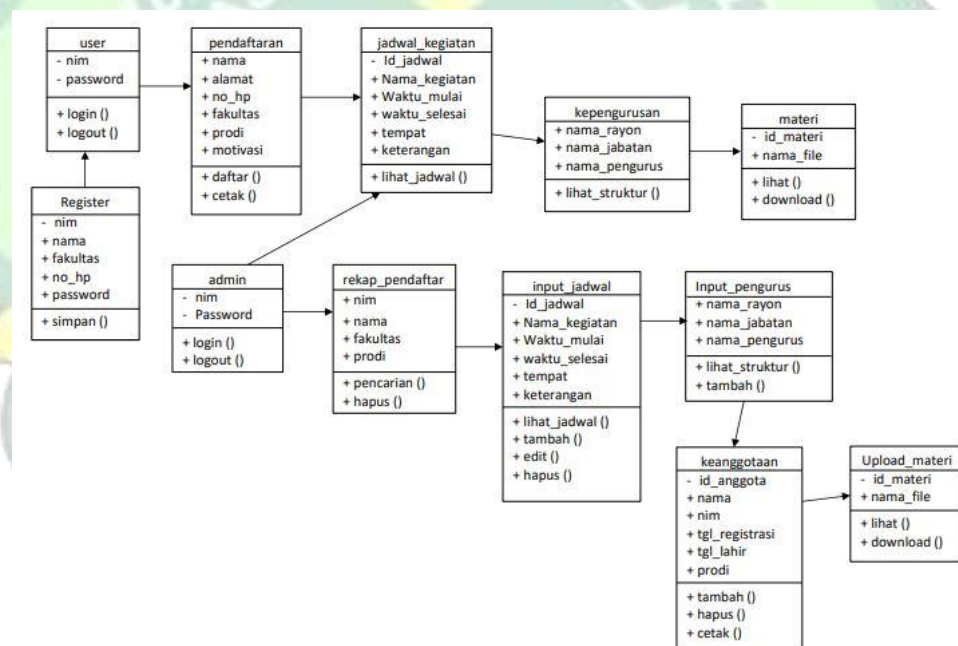 user
- nim
- password
+ login ()
+ logout ()
pendaftaran
+ nama
+ alamat
+ no_hp
+ fakultas
+ prodi
+ motivasi
+ daftar ()
+ cetak ()
jadwal_kegiatan
- Id_jadwal
+ Nama_kegiatan
+ Waktu_mulai
+ waktu_selesai
+ tempat
+ keterangan
+ lihat_jadwal ()
kepengurusan
+ nama_rayon
+ nama_jabatan
+ nama_pengurus
+ lihat_struktur ()
materi
- id_materi
+ nama_file
+ lihat ()
+ download ()
Register
- nim
+ nama
+ fakultas
+ no_hp
+ password
+ simpan ()
admin
- nim
- Password
+ login ()
+ logout ()
rekap_pendaftar
+ nim
+ nama
+ fakultas
+ prodi
+ pencarian ()
+ hapus ()
input_jadwal
- Id_jadwal
+ Nama_kegiatan
+ Waktu_mulai
+ waktu_selesai
+ tempat
+ keterangan
+ lihat_jadwal ()
+ tambah ()
+ edit ()
+ hapus ()
Input_pengurus
+ nama_rayon
+ nama_jabatan
+ nama_pengurus
+ lihat_struktur ()
+ tambah ()
keanggotaan
- id_anggota
+ nama
+ nim
+ tgl_registrasi
+ tgl_lahir
+ prodi
+ tambah ()
+ hapus ()
+ cetak ()
Upload_materi
- id_materi
+ nama_file
+ lihat ()
+ download ()